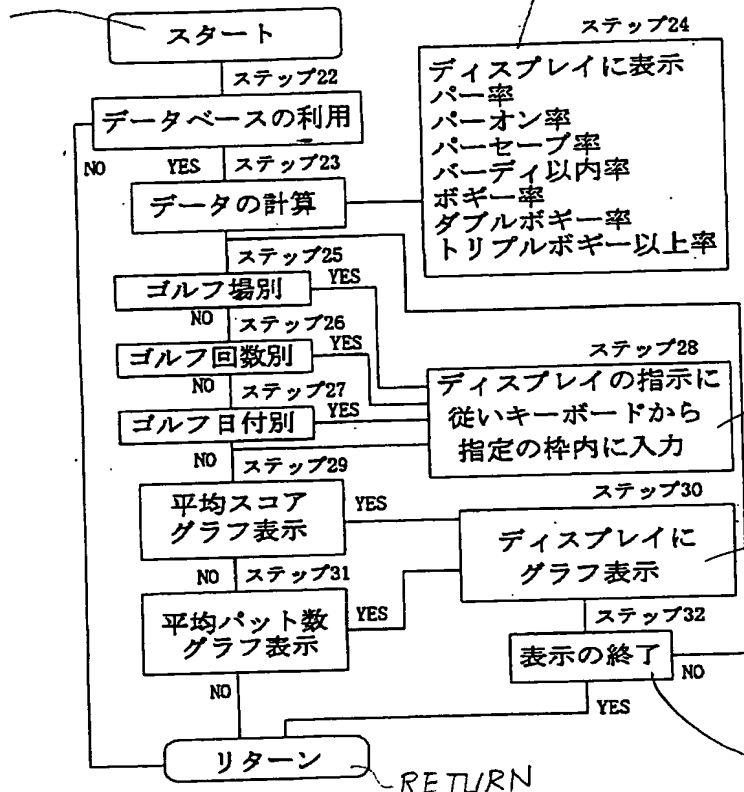 スタート
ステップ22
データベースの利用
NO
YES
ステップ23
データの計算
ステップ24
ディスプレイに表示
パー率
パーオン率
パーセーブ率
バーディ以内率
ボギー率
ダブルボギー率
トリプルボギー以上率
ステップ25
ゴルフ場別
YES
NO
ステップ26
ゴルフ回数別
YES
NO
ステップ27
ゴルフ日付別
YES
NO
ステップ28
ディスプレイの指示に
従いキーボードから
指定の枠内に入力
ステップ29
平均スコア
グラフ表示
YES
NO
ステップ30
ディスプレイに
グラフ表示
ステップ31
平均パット数
グラフ表示
YES
NO
ステップ32
表示の終了
NO
YES
リターン
RETURN